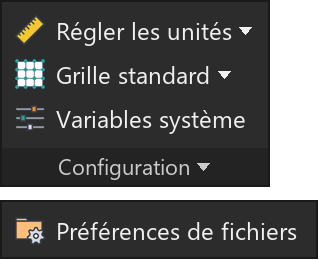 Régler les unités
Grille standard
Variables système
Configuration
Préférences de fichiers